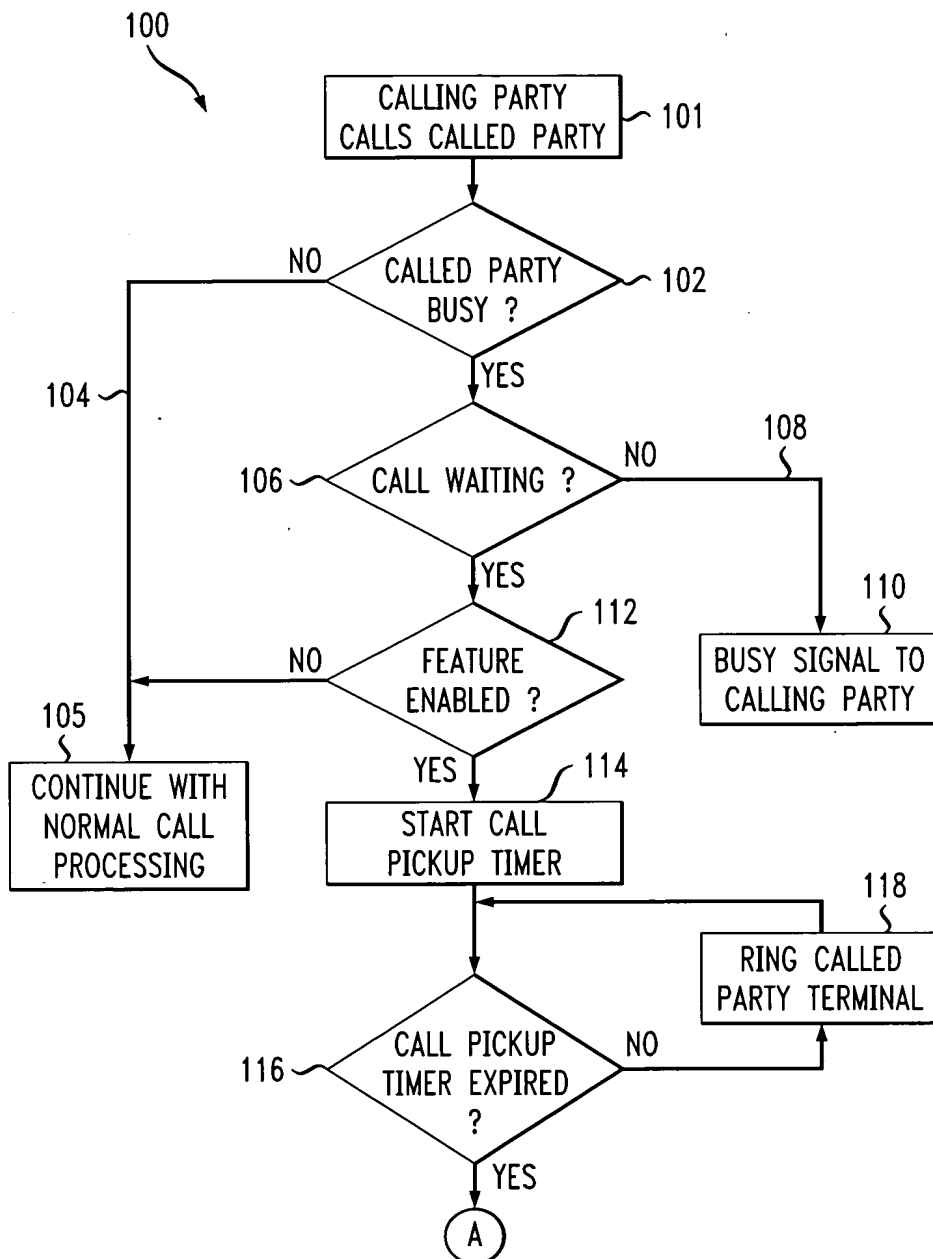 100
CALLING PARTY
CALLS CALLED PARTY
101
NO
CALLED PARTY
BUSY ?
102
YES
104
106
CALL WAITING ?
NO
108
YES
112
110
NO
FEATURE
ENABLED ?
BUSY SIGNAL TO
CALLING PARTY
105
CONTINUE WITH
NORMAL CALL
PROCESSING
YES
114
START CALL
PICKUP TIMER
118
RING CALLED
PARTY TERMINAL
116
CALL PICKUP
TIMER EXPIRED
?
NO
YES
A